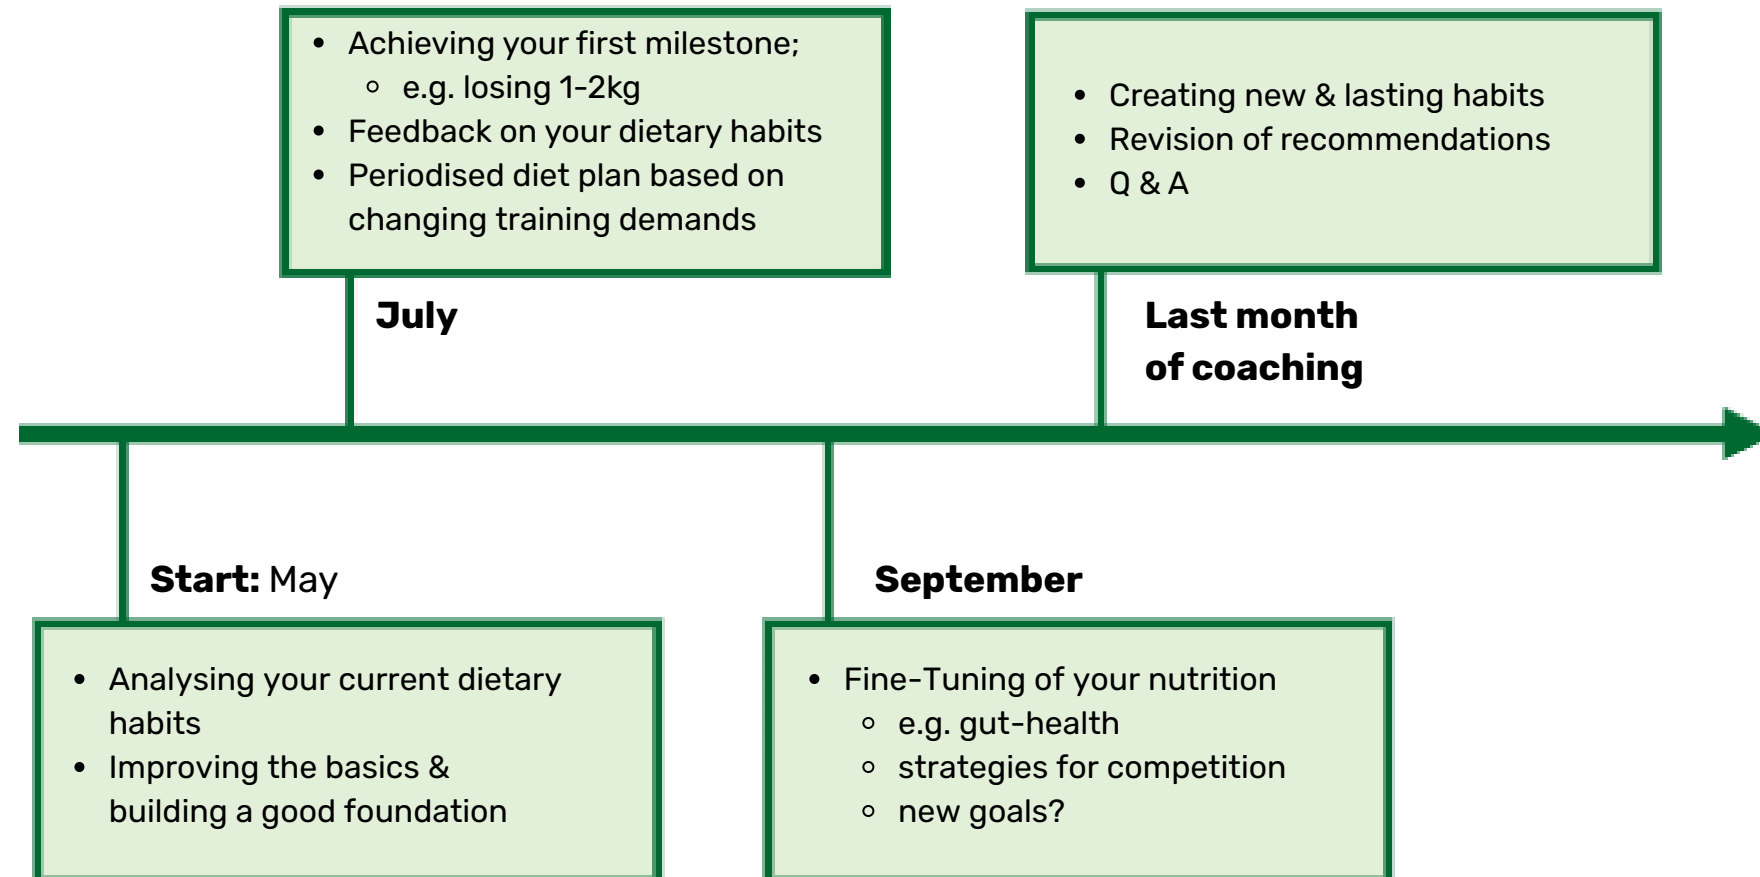 • Achieving your first milestone;
◦ e.g. losing 1-2kg
• Feedback on your dietary habits
• Periodised diet plan based on
changing training demands
• Creating new & lasting habits
• Revision of recommendations
• Q & A
July
Last month
of coaching
Start: May
September
• Analysing your current dietary
habits
• Improving the basics &
building a good foundation
• Fine-Tuning of your nutrition
◦ e.g. gut-health
◦ strategies for competition
◦ new goals?